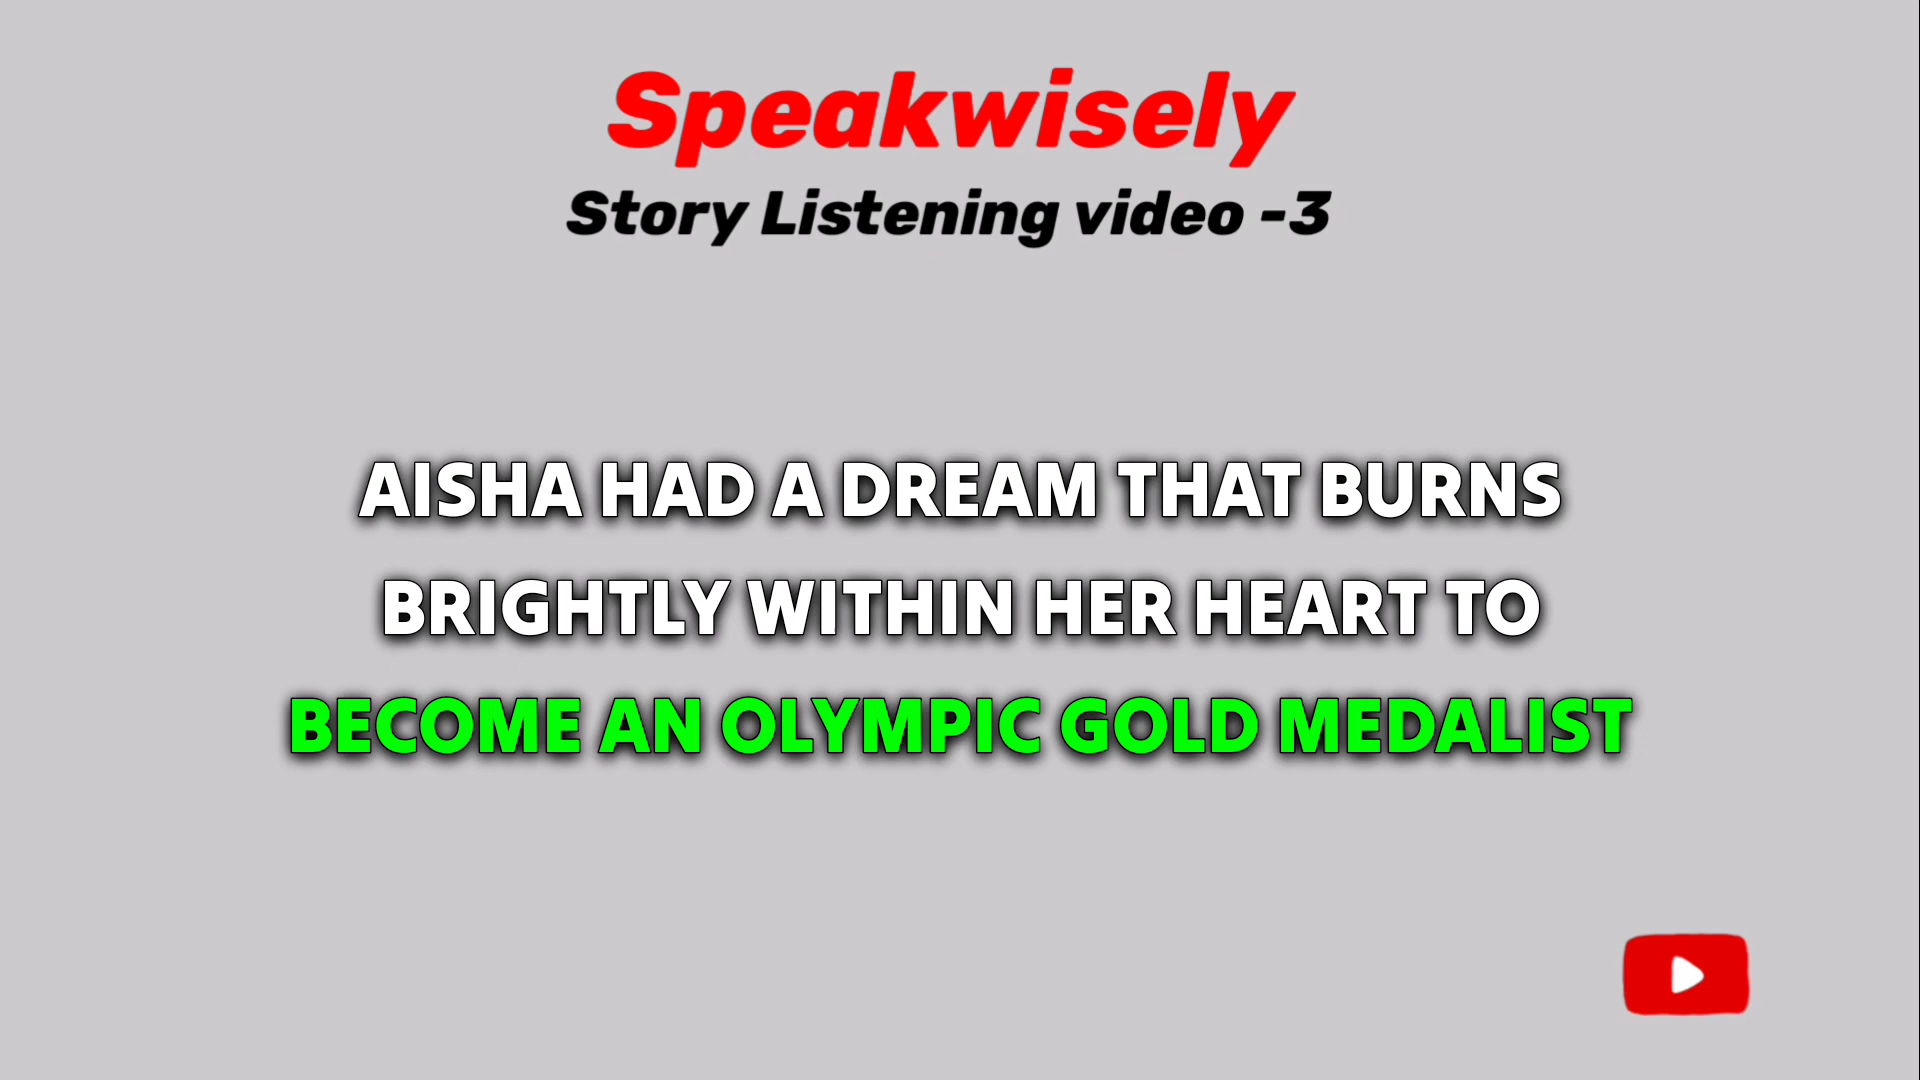 Speakwisely
Story Listening video -3
AISHA HAD A DREAM THAT BURNS
BRIGHTLY WITHIN HER HEART TO
BECOME AN OLYMPIC GOLD MEDALIST